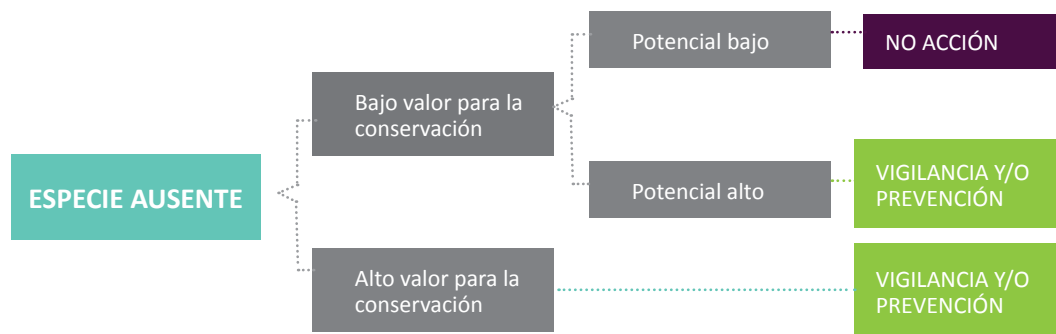 Potencial bajo
NO ACCIÓN
Bajo valor para la
conservación
ESPECIE AUSENTE
Potencial alto
VIGILANCIA Y/O
PREVENCIÓN
Alto valor para la
conservación
VIGILANCIA Y/O
PREVENCIÓN